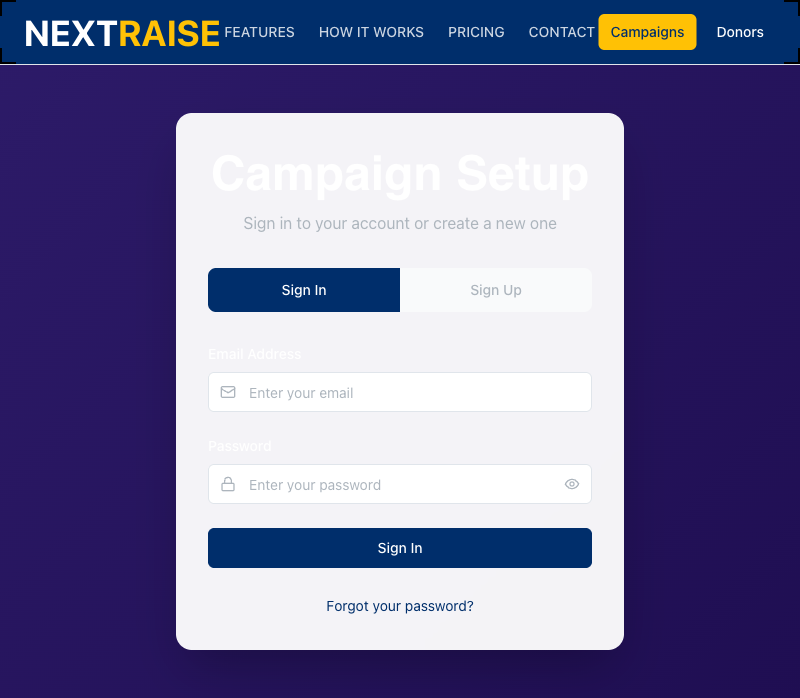 NEXTRAISE FEATURES HOW IT WORKS PRICING CONTACT Campaigns Donors
Campaign Setup
Sign in to your account or create a new one
Sign In Sign Up
Email Address
Enter your email
Password
Enter your password
Sign In
Forgot your password?